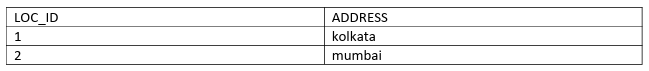 LOC_ID ADDRESS
1 kolkata
2 mumbai